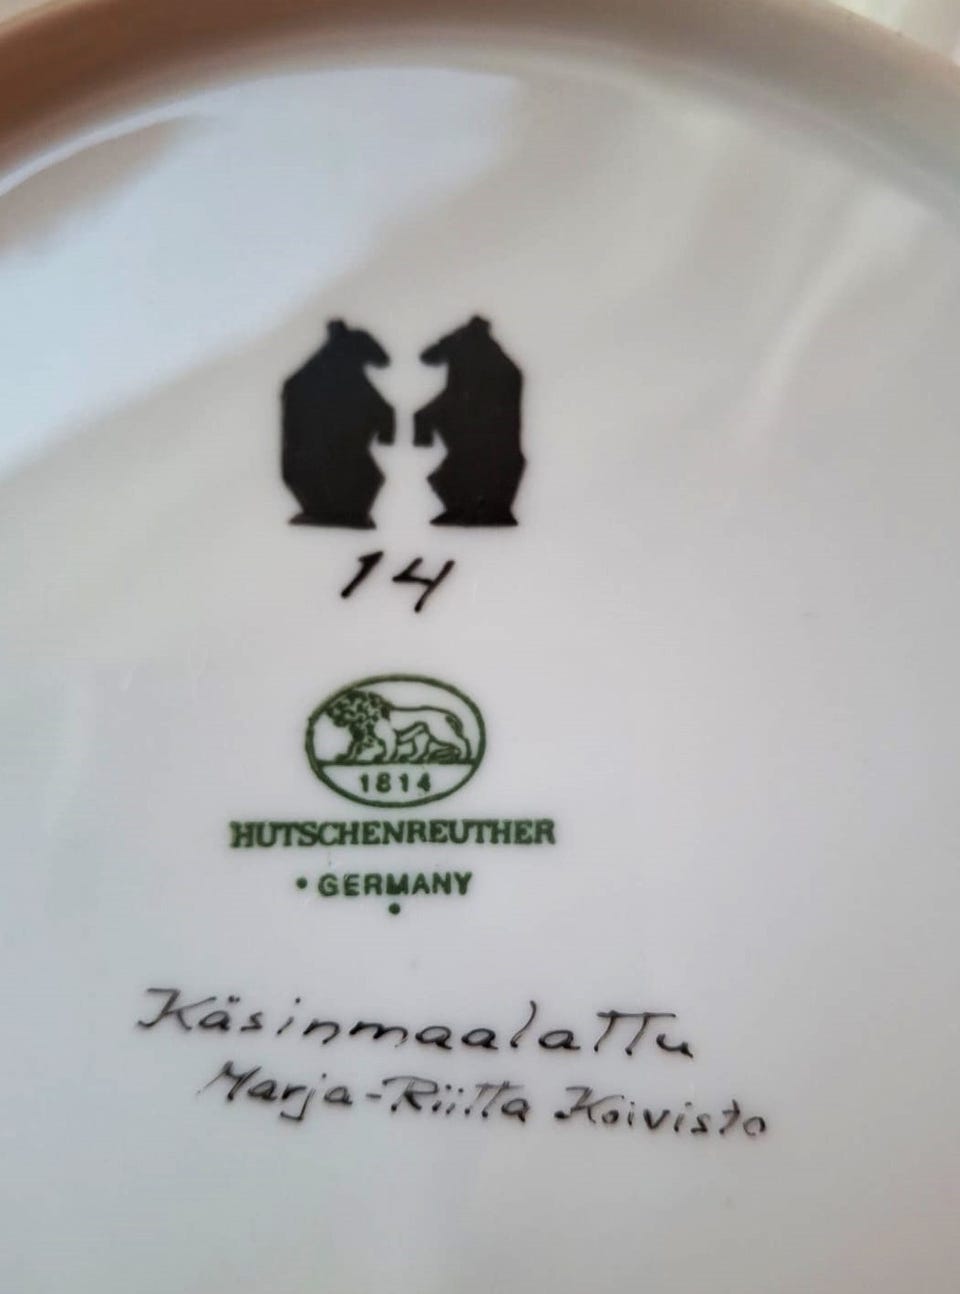 14
1814
HUTSCHENREUTHER
• GERMANY
•
Käsinmaalattu
Marja-Riitta Koivisto